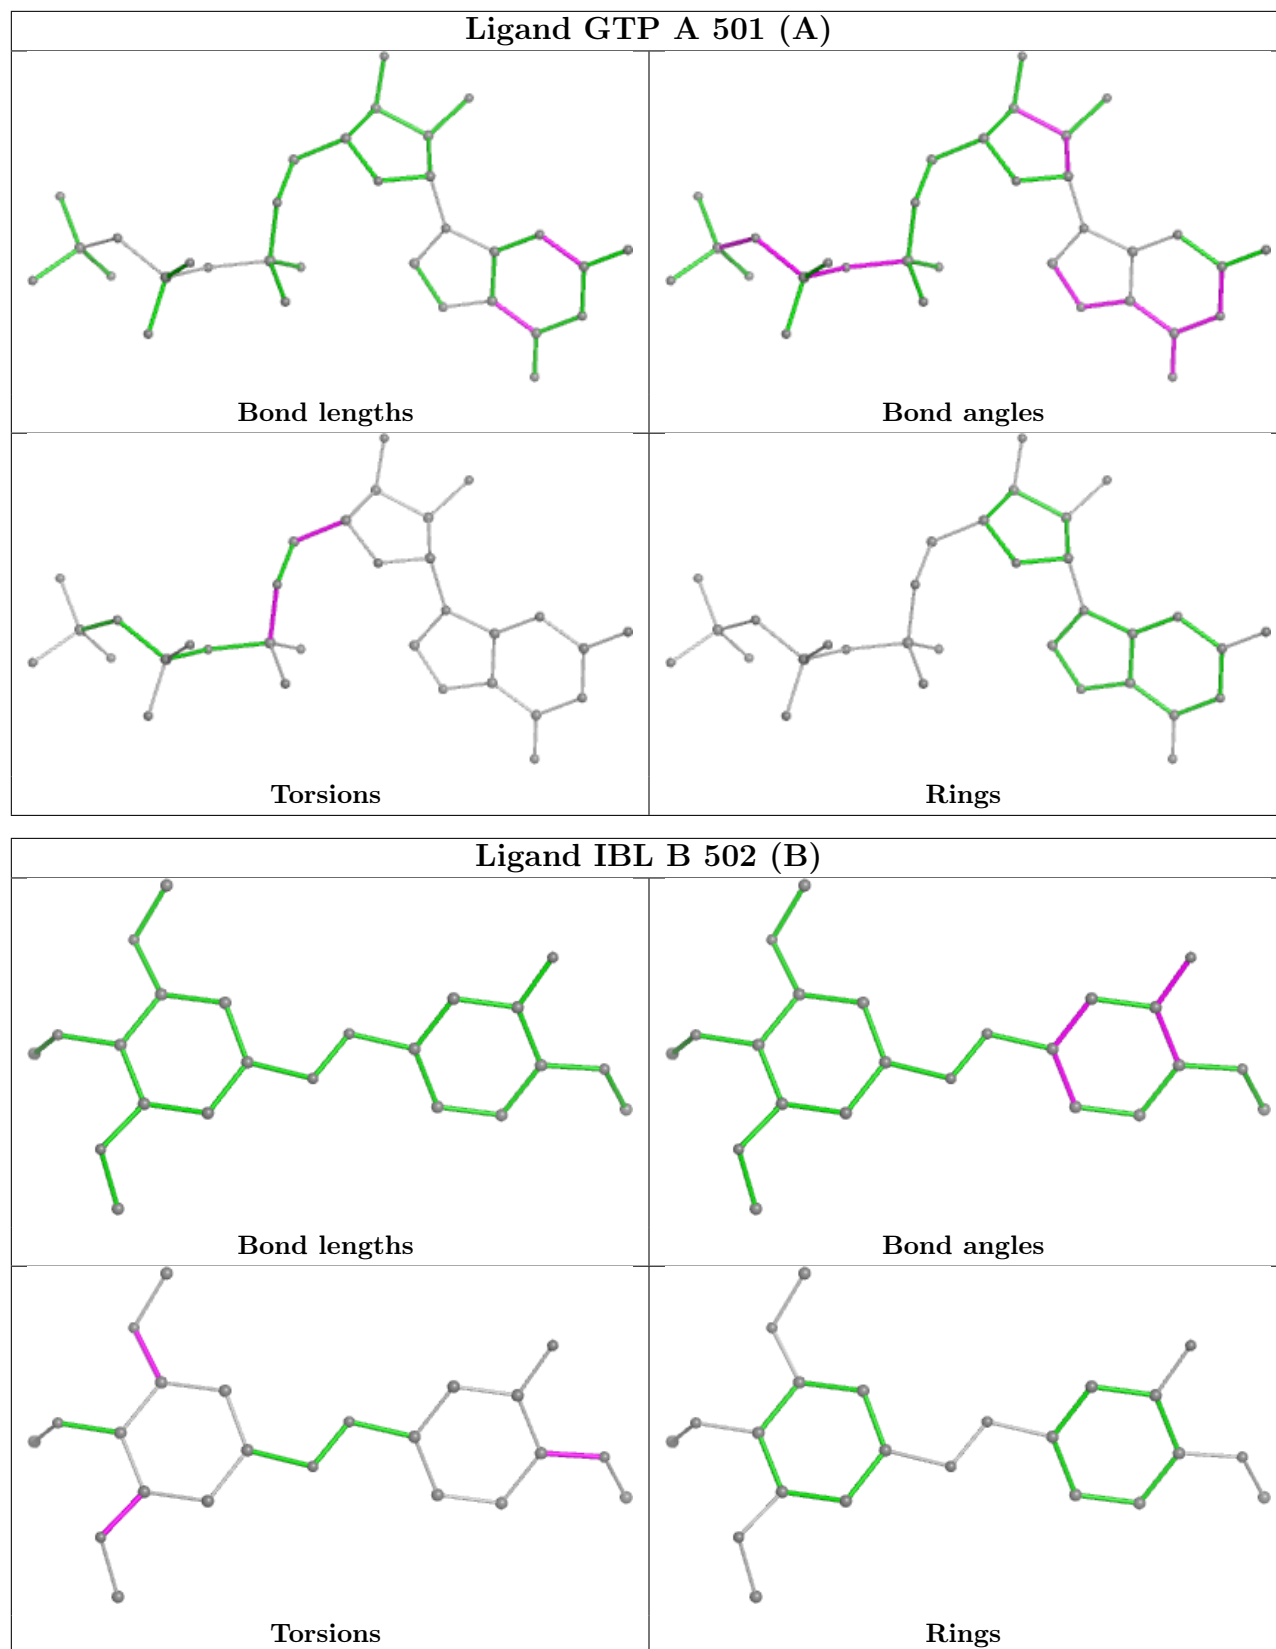 Ligand GTP A 501 (A)
Bond lengths
Bond angles
Torsions
Rings
Ligand IBL B 502 (B)
Bond lengths
Bond angles
Torsions
Rings